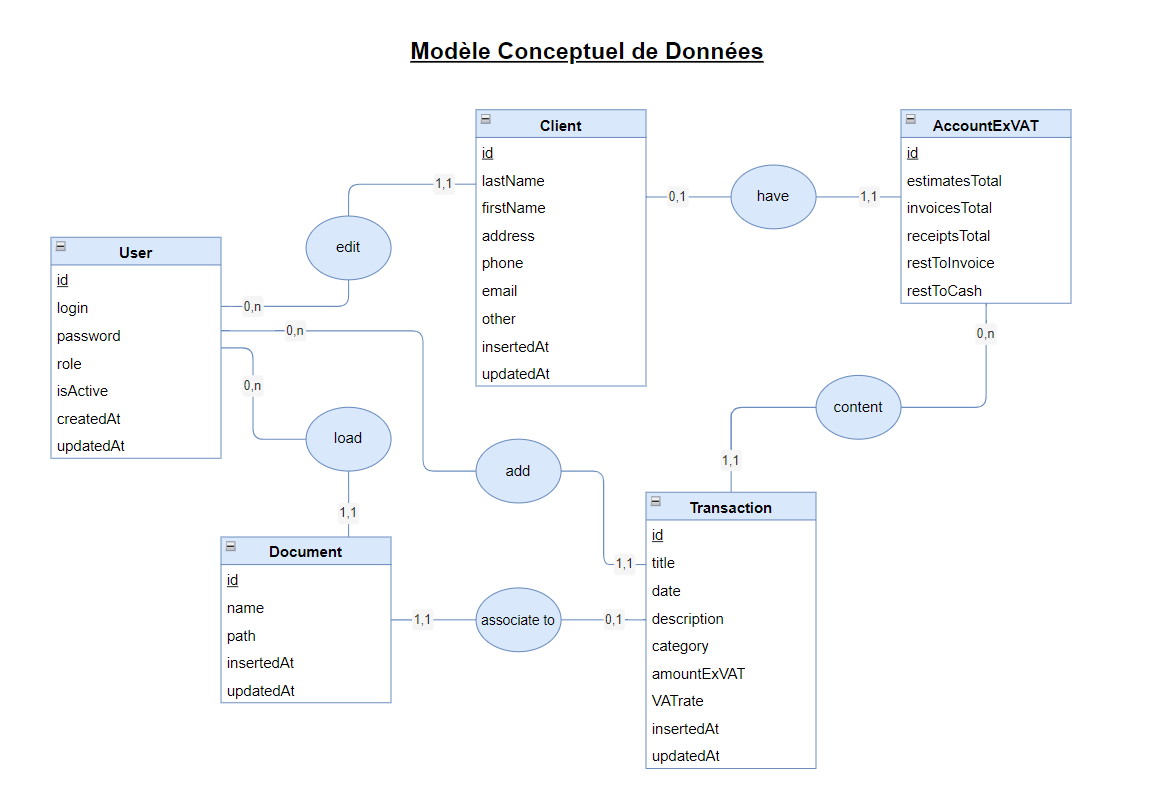 Modèle Conceptuel de Données
Client
id
lastName
firstName
address
phone
email
other
insertedAt
updatedAt
1,1
0,1
have
1,1
AccountExVAT
id
estimatesTotal
invoicesTotal
receiptsTotal
restToInvoice
restToCash
0,n
edit
User
id
login
password
role
isActive
createdAt
updatedAt
0,n
0,n
0,n
load
1,1
add
1,1
content
1,1
Document
id
name
path
insertedAt
updatedAt
1,1
associate to
0,1
Transaction
id
title
date
description
category
amountExVAT
VATrate
insertedAt
updatedAt